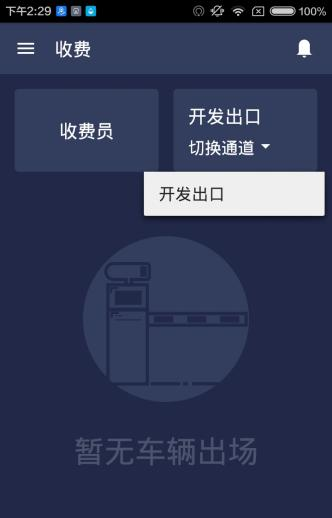 下午2:29
100%
收费
收费员
开发出口
切换通道
开发出口
暂无车辆出场